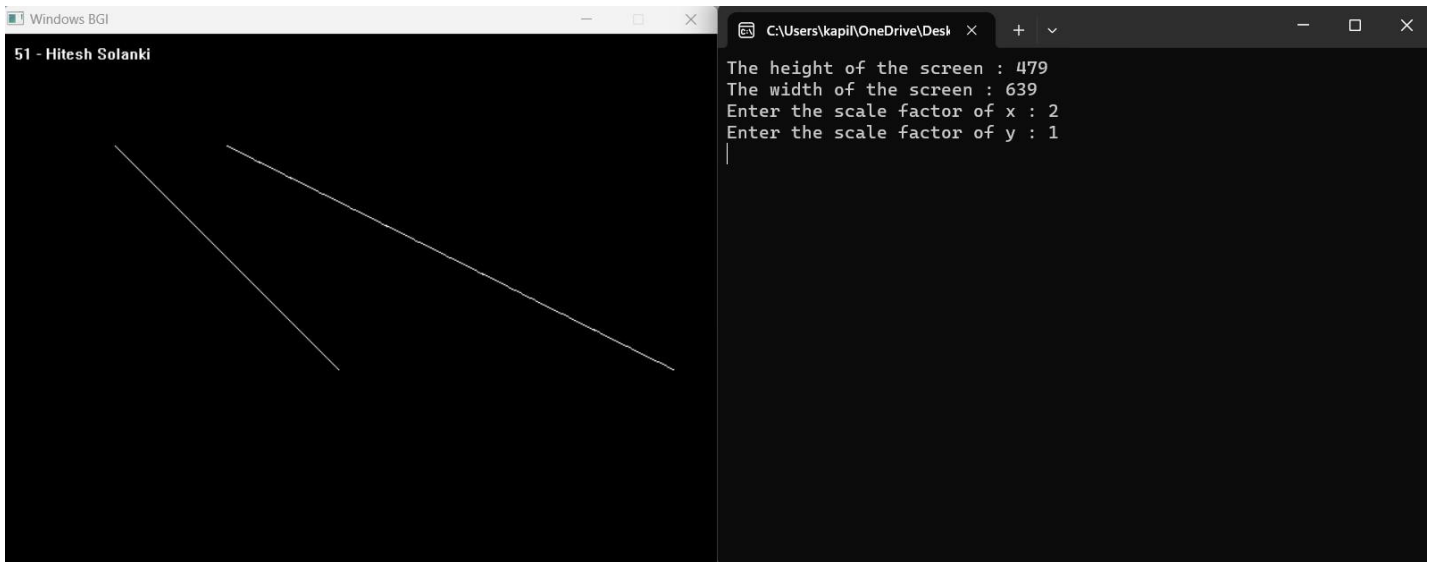 Windows BGI
51 - Hitesh Solanki
C:\Users\kapil\OneDrive\Desk
The height of the screen : 479
The width of the screen : 639
Enter the scale factor of x : 2
Enter the scale factor of y : 1